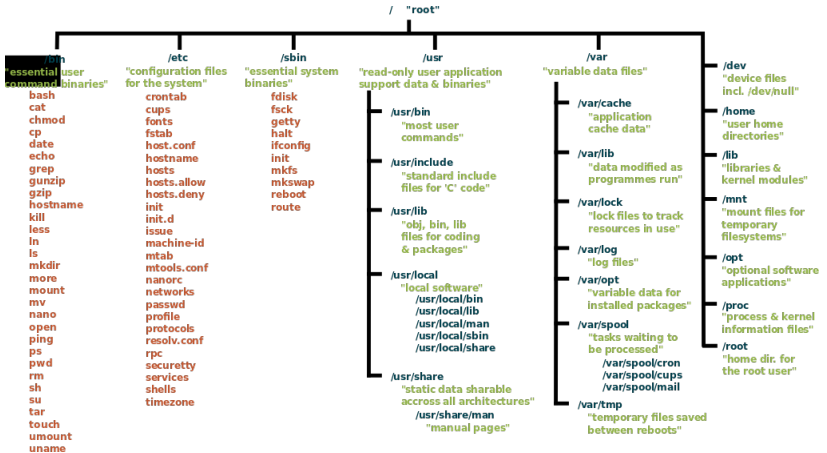 / "root"
/bin
"essential user
command binaries"
bash
cat
chmod
cp
date
echo
grep
gunzip
gzip
hostname
kill
less
ln
ls
mkdir
more
mount
mv
nano
open
ping
ps
pwd
rm
sh
su
tar
touch
umount
uname
/etc
"configuration files
for the system"
crontab
cups
fonts
fstab
host.conf
hostname
hosts
hosts.allow
hosts.deny
init
init.d
issue
machine-id
mtab
mtools.conf
nanorc
networks
passwd
profile
protocols
resolv.conf
rpc
securetty
services
shells
timezone
/sbin
"essential system
binaries"
fdisk
fsck
getty
halt
ifconfig
init
mkfs
mkswap
reboot
route
/usr
"read-only user application
support data & binaries"
/usr/bin
"most user
commands"
/usr/include
"standard include
files for 'C' code"
/usr/lib
"obj, bin, lib
files for coding
& packages"
/usr/local
"local software"
/usr/local/bin
/usr/local/lib
/usr/local/man
/usr/local/sbin
/usr/local/share
/usr/share
"static data sharable
accross all architectures"
/usr/share/man
"manual pages"
/var
"variable data files"
/var/cache
"application
cache data"
/var/lib
"data modified as
programmes run"
/var/lock
"lock files to track
resources in use"
/var/log
"log files"
/var/opt
"variable data for
installed packages"
/var/spool
"tasks waiting to
be processed"
/var/spool/cron
/var/spool/cups
/var/spool/mail
/var/tmp
"temporary files saved
between reboots"
/dev
"device files
incl. /dev/null"
/home
"user home
directories"
/lib
"libraries &
kernel modules"
/mnt
"mount files for
temporary
filesystems"
/opt
"optional software
applications"
/proc
"process & kernel
information files"
/root
"home dir. for
the root user"